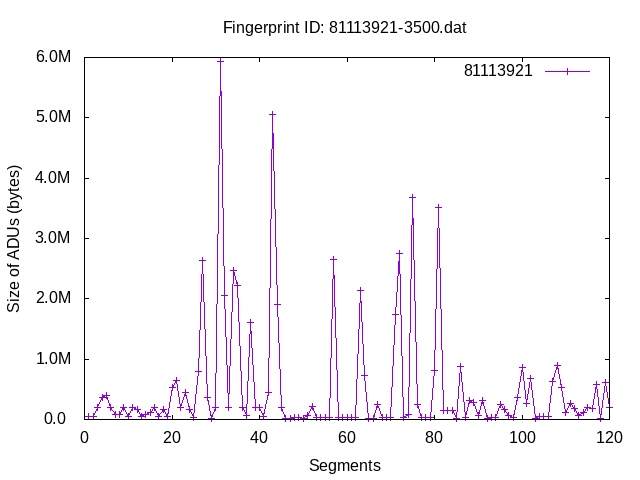 Fingerprint ID: 81113921-3500.dat
81113921
6.0M
5.0M
4.0M
3.0M
2.0M
1.0M
0.0
Size of ADUs (bytes)
0 20 40 60 80 100 120
Segments